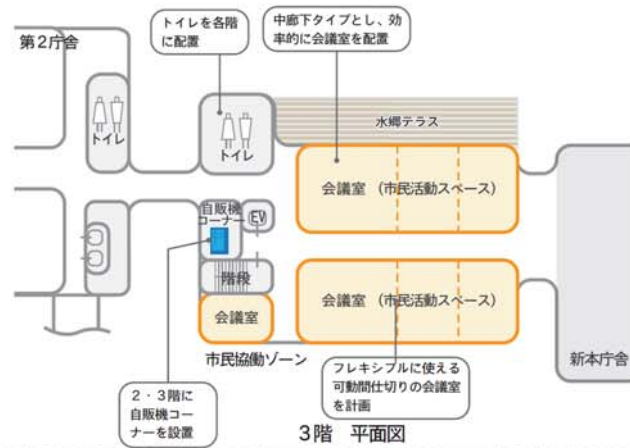 第2庁舎
トイレを各階
に配置
中廊下タイプとし、効
率的に会議室を配置
水郷テラス
トイレ
トイレ
会議室 (市民活動スペース)
自販機
コーナー
EV
階段
会議室
会議室 (市民活動スペース)
市民協働ゾーン
新本庁舎
2・3階に
自販機コー
ナーを設置
フレキシブルに使える
可動間仕切りの会議室
を計画
3階 平面図